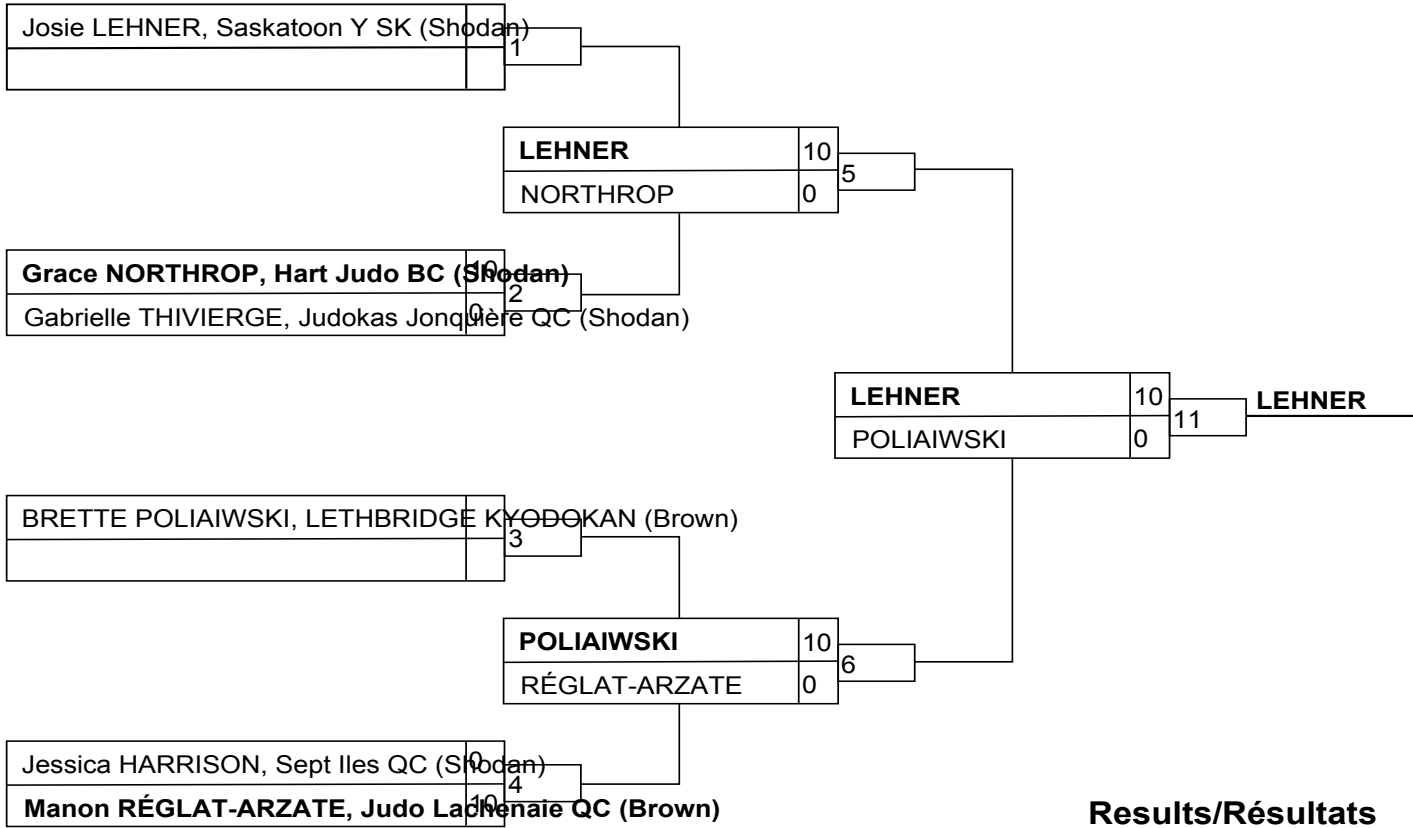 Josie LEHNER, Saskatoon Y SK (Shodan)
1
LEHNER 10
NORTHROP 0
5
Grace NORTHROP, Hart Judo BC (Shodan) 10
Gabrielle THIVIERGE, Judokas Jonquière QC (Shodan) 0
2
LEHNER 10
POLIAIWSKI 0
11
LEHNER
BRETTE POLIAIWSKI, LETHBRIDGE KYODOKAN (Brown)
3
POLIAIWSKI 10
RÉGLAT-ARZATE 0
6
Jessica HARRISON, Sept Iles QC (Shodan) 0
Manon RÉGLAT-ARZATE, Judo Lachenaie QC (Brown) 10
4
Results/Résultats